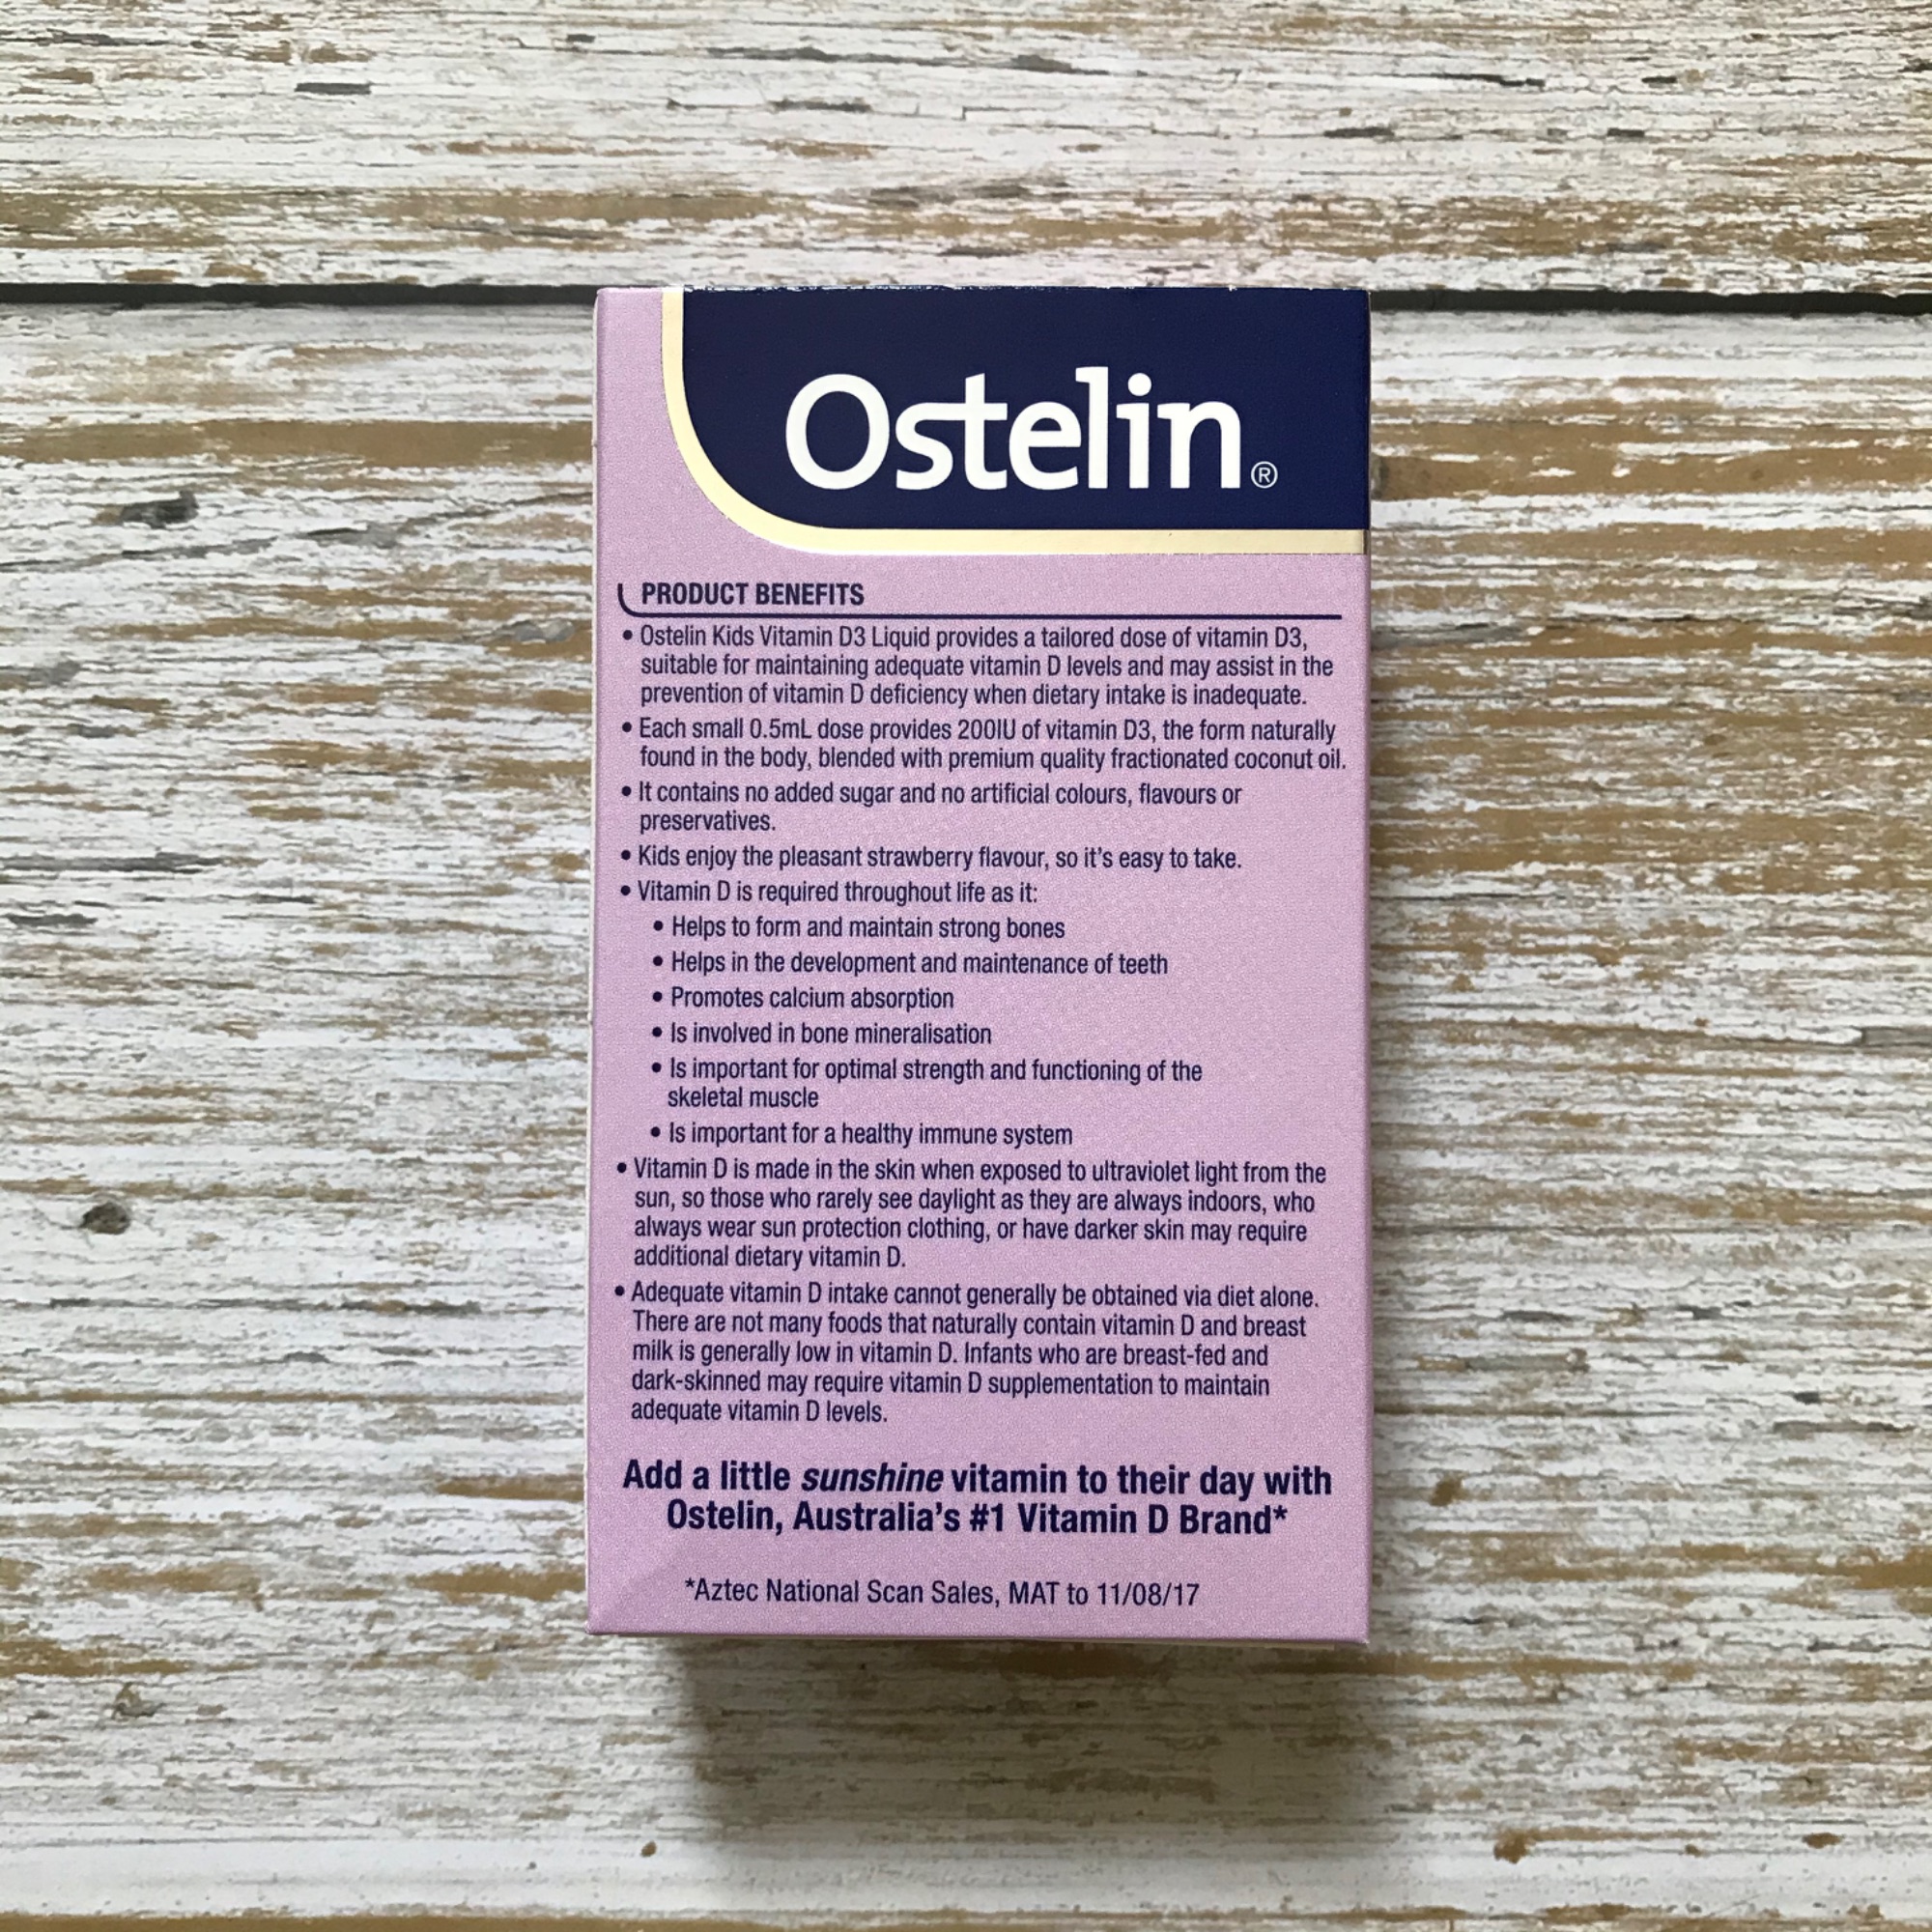 Ostelin®
PRODUCT BENEFITS
• Ostelin Kids Vitamin D3 Liquid provides a tailored dose of vitamin D3,
suitable for maintaining adequate vitamin D levels and may assist in the
prevention of vitamin D deficiency when dietary intake is inadequate.
• Each small 0.5mL dose provides 200IU of vitamin D3, the form naturally
found in the body, blended with premium quality fractionated coconut oil.
• It contains no added sugar and no artificial colours, flavours or
preservatives.
• Kids enjoy the pleasant strawberry flavour, so it's easy to take.
• Vitamin D is required throughout life as it:
• Helps to form and maintain strong bones
• Helps in the development and maintenance of teeth
• Promotes calcium absorption
• Is involved in bone mineralisation
• Is important for optimal strength and functioning of the
skeletal muscle
• Is important for a healthy immune system
• Vitamin D is made in the skin when exposed to ultraviolet light from the
sun, so those who rarely see daylight as they are always indoors, who
always wear sun protection clothing, or have darker skin may require
additional dietary vitamin D.
• Adequate vitamin D intake cannot generally be obtained via diet alone.
There are not many foods that naturally contain vitamin D and breast
milk is generally low in vitamin D. Infants who are breast-fed and
dark-skinned may require vitamin D supplementation to maintain
adequate vitamin D levels.
Add a little sunshine vitamin to their day with
Ostelin, Australia's #1 Vitamin D Brand*
*Aztec National Scan Sales, MAT to 11/08/17